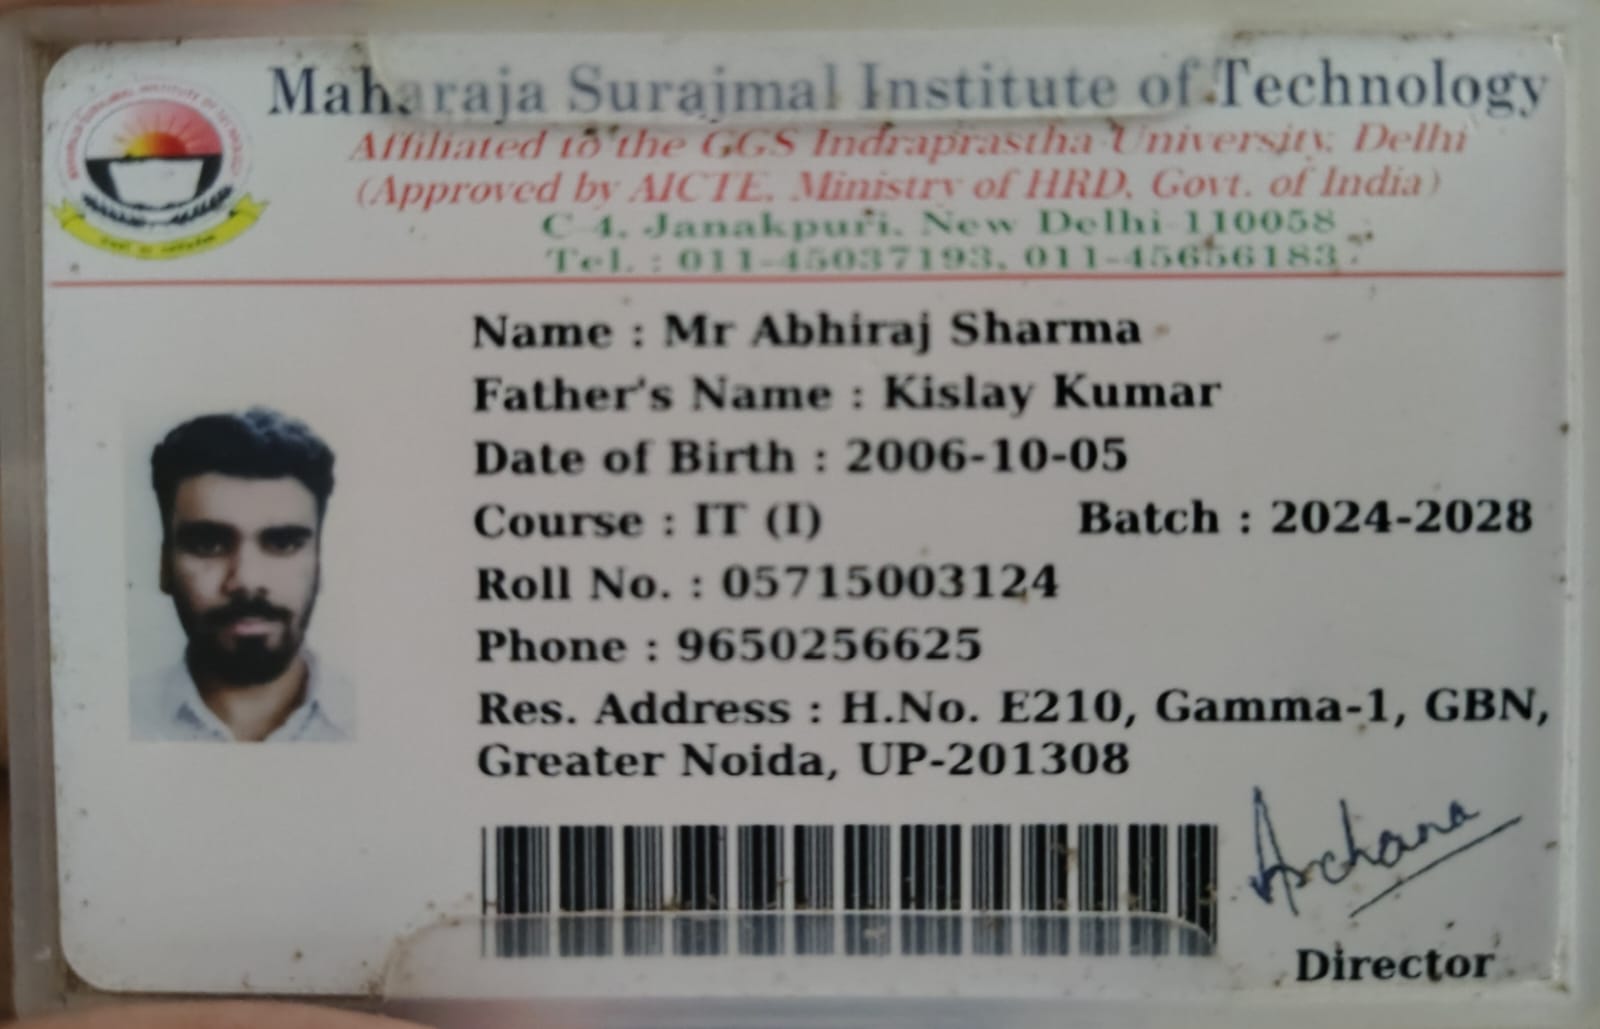 Maharaja Surajmal Institute of Technology
Affiliated to the GGS Indraprastha University, Delhi
(Approved by AICTE, Ministry of HRD, Govt. of India)
C-4, Janakpuri, New Delhi-110058
Tel. : 011-45037193, 011-45656183
Name : Mr Abhiraj Sharma
Father's Name : Kislay Kumar
Date of Birth : 2006-10-05
Course : IT (I) Batch : 2024-2028
Roll No. : 05715003124
Phone : 9650256625
Res. Address : H.No. E210, Gamma-1, GBN,
Greater Noida, UP-201308
Archana
Director